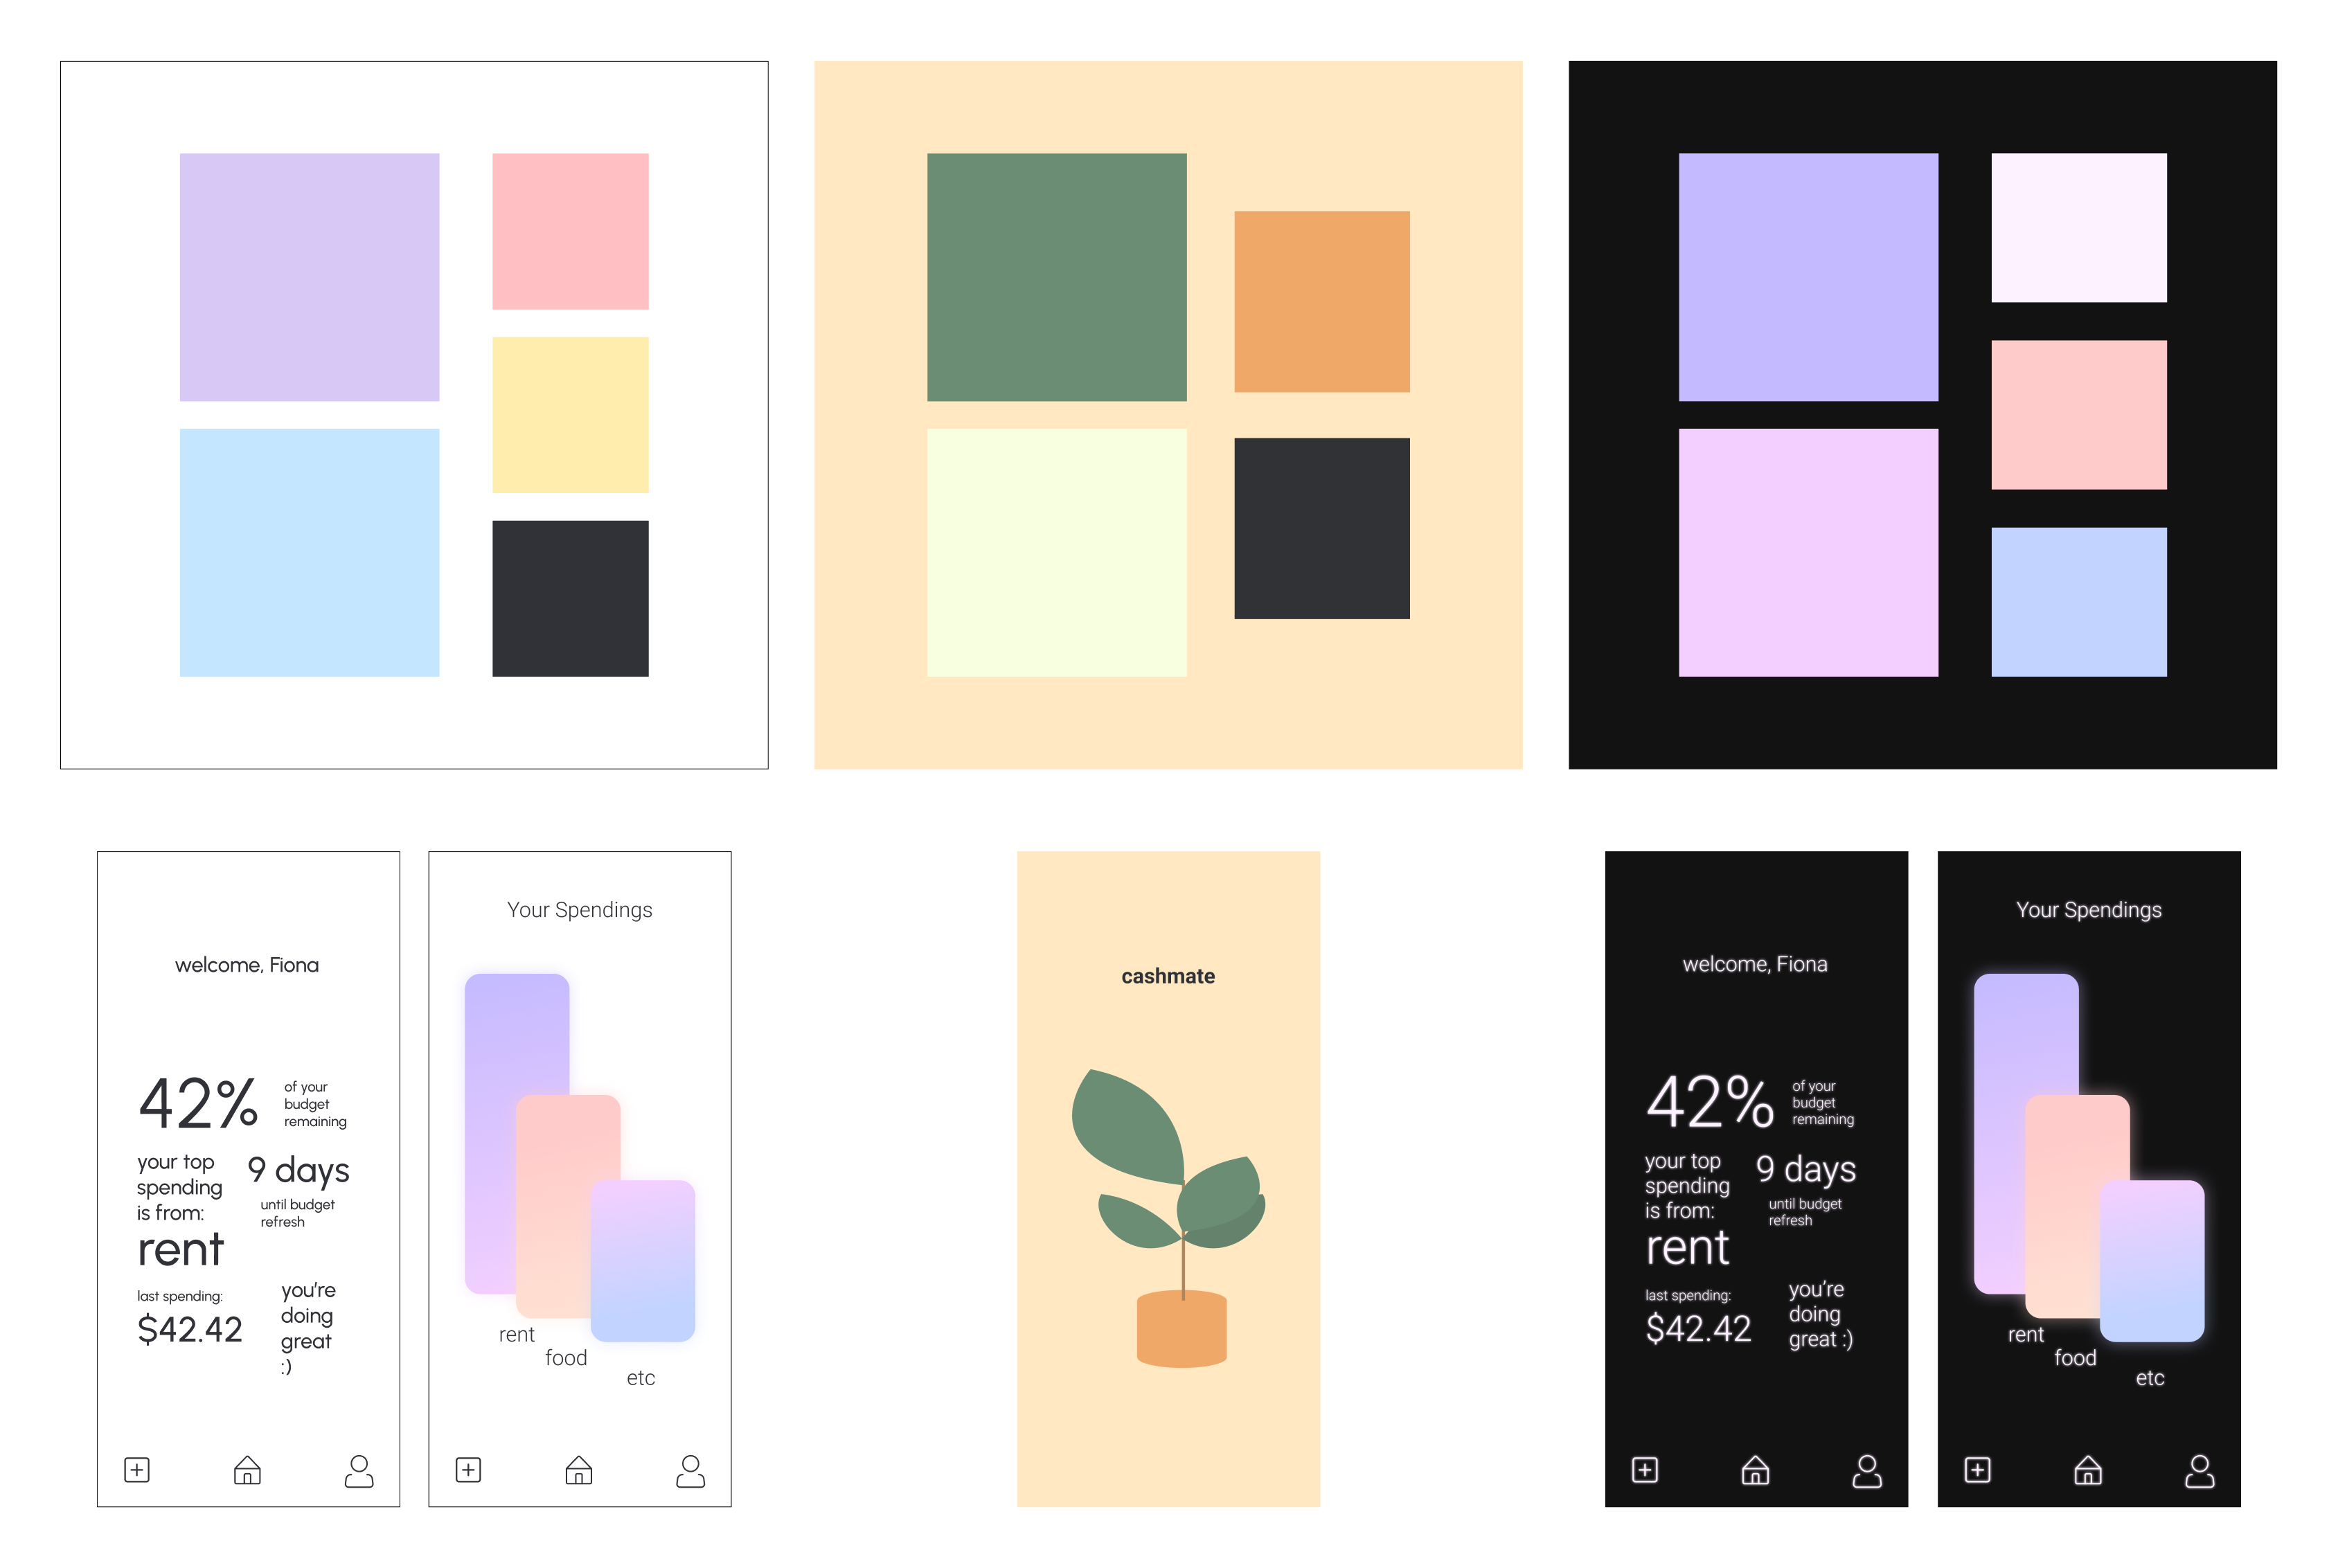 welcome, Fiona
42%
of your
budget
remaining
your top
spending
is from:
rent
9 days
until budget
refresh
last spending:
$42.42
you're
doing
great
:)
Your Spendings
rent
food
etc
cashmate
welcome, Fiona
42%
of your
budget
remaining
your top
spending
is from:
rent
9 days
until budget
refresh
last spending:
$42.42
you're
doing
great :)
Your Spendings
rent
food
etc